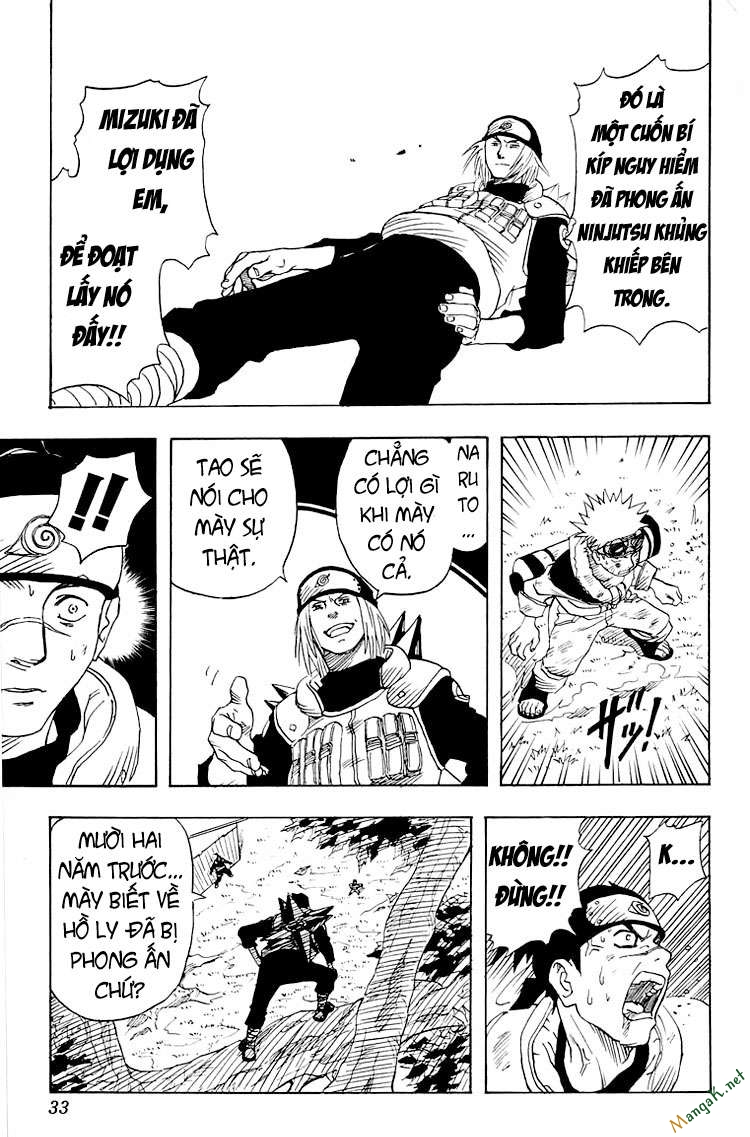 ĐÓ LÀ
MỘT CUỐN BÍ
KÍP NGUY HIỂM
ĐÃ PHONG ẤN
NINJUTSU KHỦNG
KHIẾP BÊN
TRONG.
MIZUKI ĐÃ
LỢI DỤNG
EM,
ĐỂ ĐOẠT
LẤY NÓ
ĐẤY!!
ザッ!
NA
RU
TO...
CHẲNG
CÓ LỢI GÌ
KHI MÀY
CÓ NÓ
CẢ.
TAO SẼ
NÓI CHO
MÀY SỰ
THẬT.
!!
K...
KHÔNG!!
ĐỪNG!!
MƯỜI HAI
NĂM TRƯỚC...
MÀY BIẾT VỀ
HỒ LY ĐÃ BỊ
PHONG ẤN
CHỨ?
33
MangaK.net